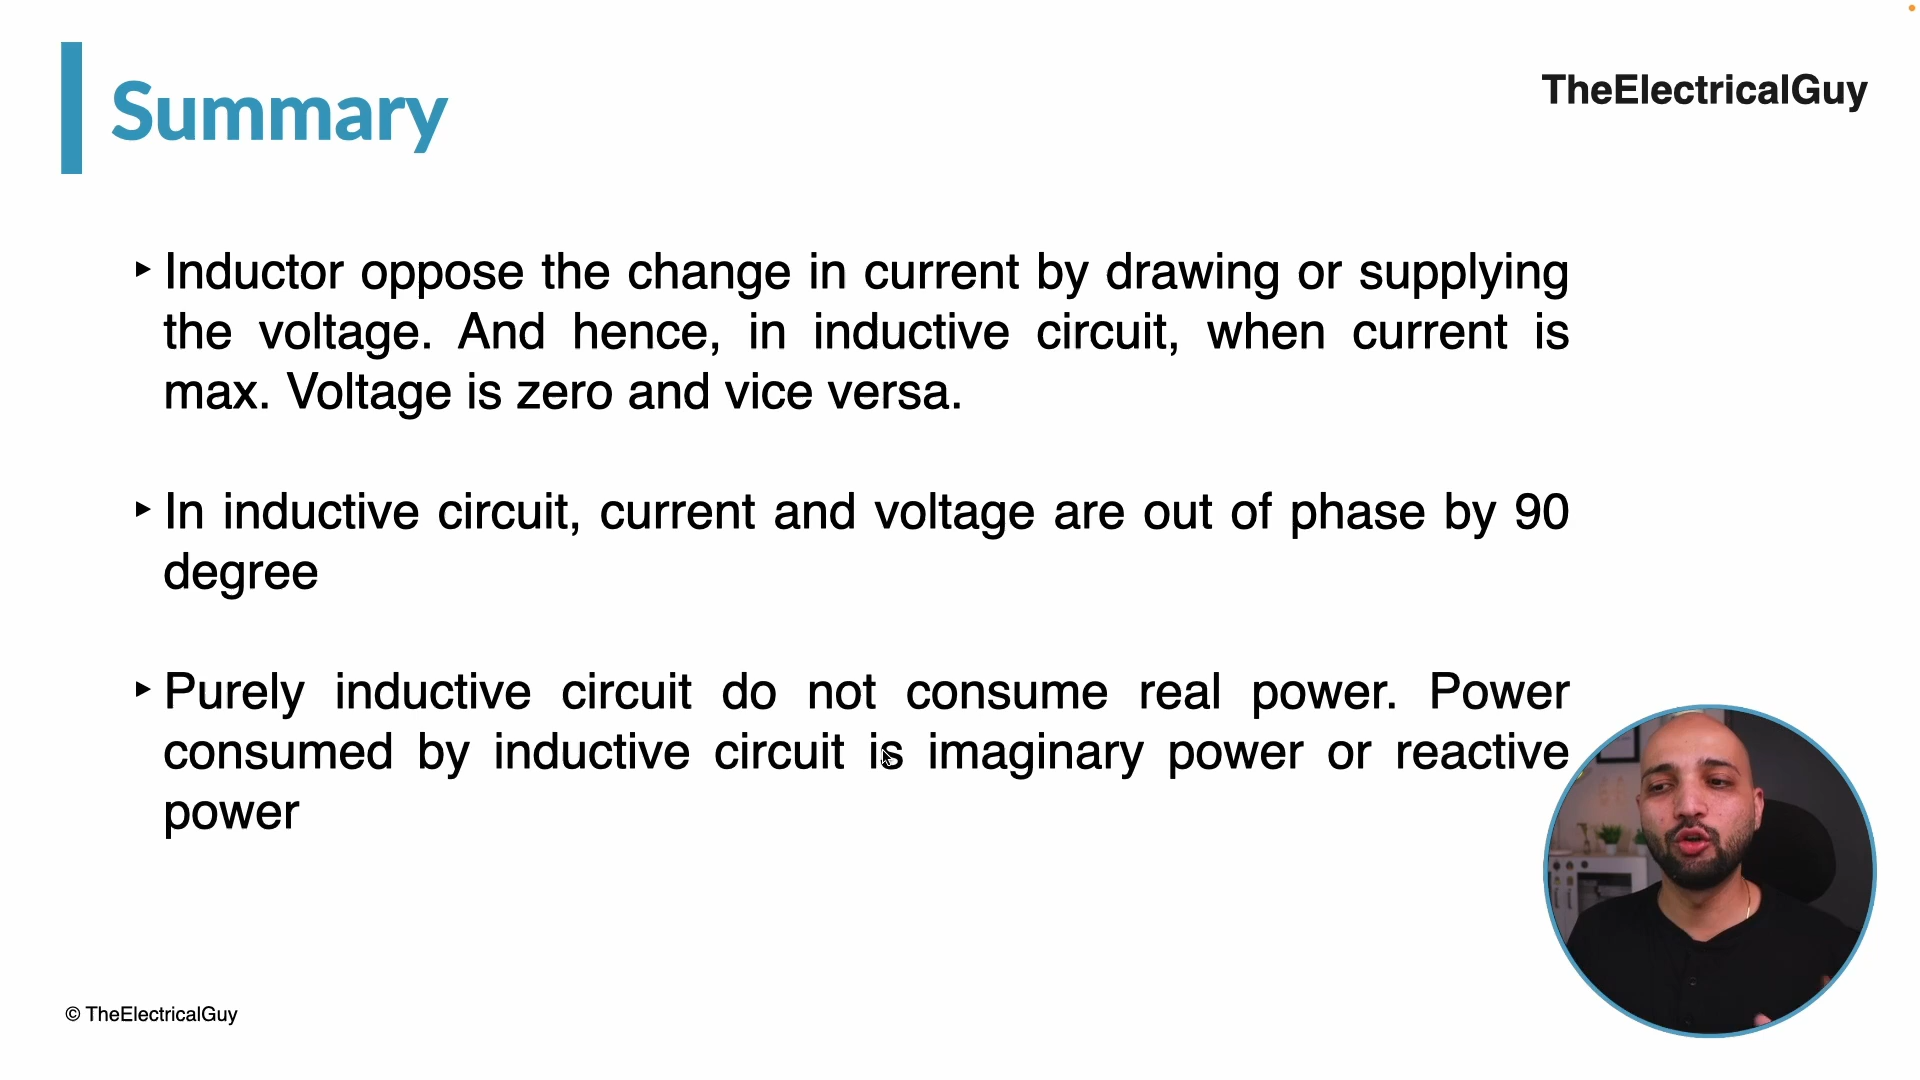 Summary
TheElectricalGuy
‣ Inductor oppose the change in current by drawing or supplying
the voltage. And hence, in inductive circuit, when current is
max. Voltage is zero and vice versa.
‣ In inductive circuit, current and voltage are out of phase by 90
degree
‣ Purely inductive circuit do not consume real power. Power
consumed by inductive circuit is imaginary power or reactive
power
© TheElectricalGuy